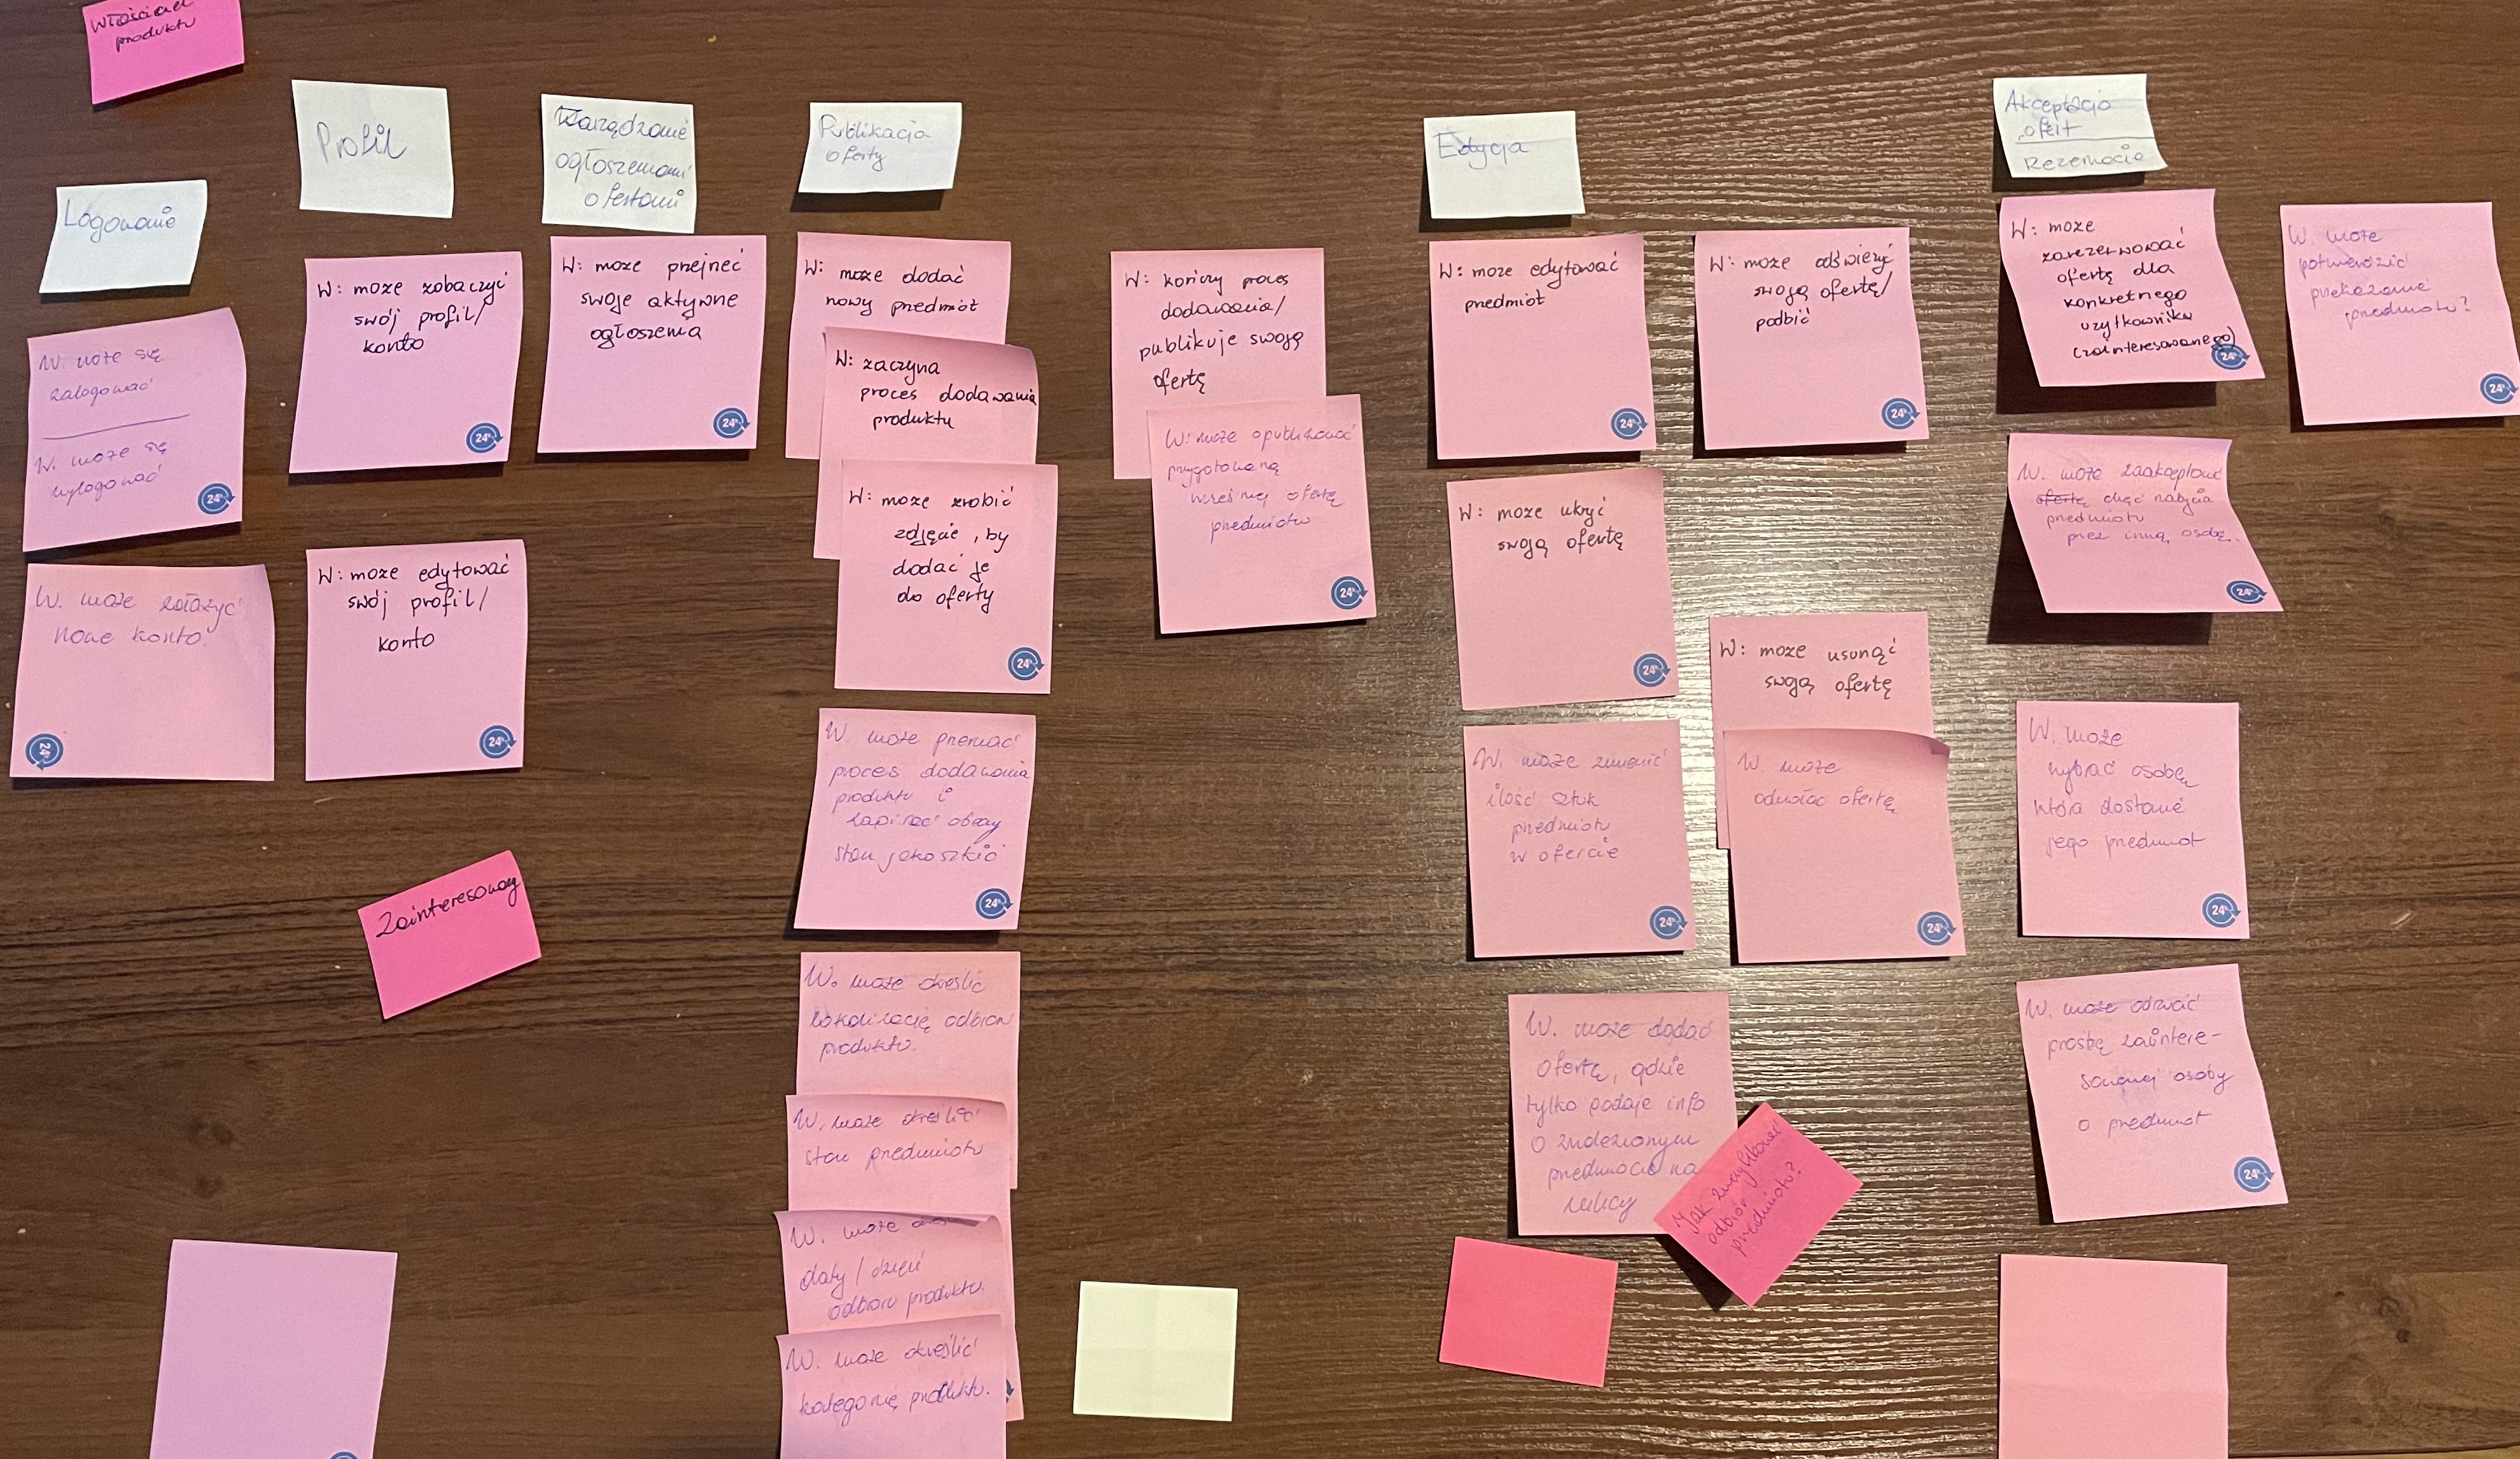 Właściciel
produktu
Profil
Zarządzanie
ogłoszeniami
ofertami
Publikacja
oferty
Edycja
Akceptacja
ofert
Rezerwacja
Logowanie
W. może się
zalogować
W. może się
wylogować
24h
W. może założyć
nowe konto.
24h
W: może zobaczyć
swój profil/
konto
24h
W: może edytować
swój profil/
konto
24h
W: może przejrzeć
swoje aktywne
ogłoszenia
24h
W: może dodać
nowy przedmiot
W: zaczyna
proces dodawania
produktu
W: może zrobić
zdjęcie, by
dodać je
do oferty
24h
W. może przerwać
proces dodawania
produktu i
zapisać obecny
stan jako szkic
24h
W. może określić
lokalizację odbioru
produktu.
W. może określić
stan przedmiotu
W. może
daty / dzień
odbioru produktu.
W. może określić
kategorię produktu.
W: kończy proces
dodawania/
publikuje swoją
ofertę
W: może opublikować
przygotowaną
wcześniej ofertę
przedmiotu
24h
W: może edytować
przedmiot
24h
W: może ukryć
swoją ofertę
24h
W. może zmienić
ilość sztuk
przedmiotu
w ofercie
24h
W. może dodać
ofertę, gdzie
tylko podaje info
o znalezionym
przedmiocie na
ulicy
Jak zweryfikować
odbiór
przedmiotu?
W: może odświeżyć
swoją ofertę/
podbić
24h
W: może usunąć
swoją ofertę
W. może
odwołać ofertę
24h
W: może
zarezerwować
ofertę dla
konkretnego
użytkownika
(zainteresowanego)
24h
W. może zaakceptować
ofertę chęć nabycia
przedmiotu
przez inną osobę.
24h
W. może
wybrać osobę,
która dostanie
jego przedmiot
24h
W. może odrzucić
prośbę zaintere-
sowanej osoby
o przedmiot
24h
W. może
potwierdzić
przekazanie
przedmiotu?
24h
Zainteresowany